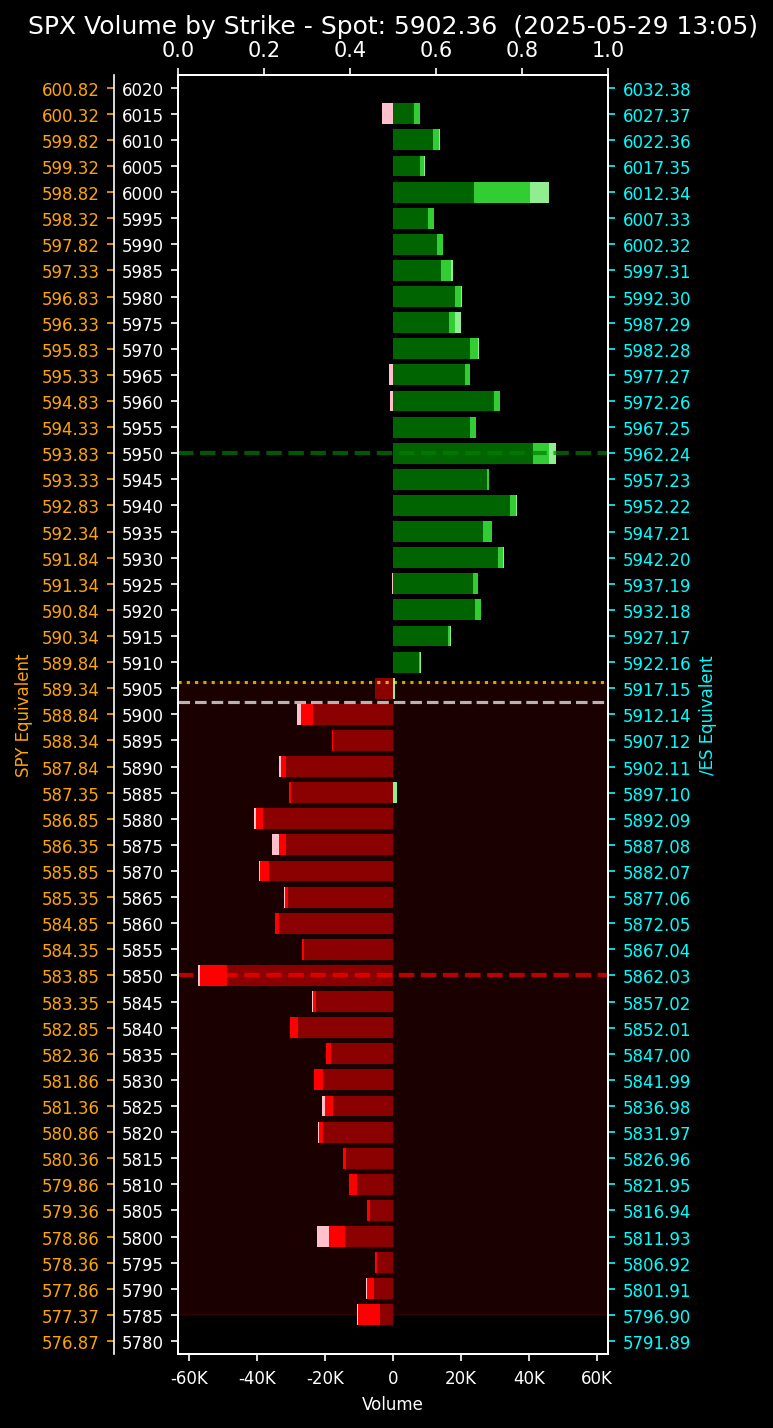 SPX Volume by Strike - Spot: 5902.36 (2025-05-29 13:05)
0.0 0.2 0.4 0.6 0.8 1.0
600.82 6020 6032.38
600.32 6015 6027.37
599.82 6010 6022.36
599.32 6005 6017.35
598.82 6000 6012.34
598.32 5995 6007.33
597.82 5990 6002.32
597.33 5985 5997.31
596.83 5980 5992.30
596.33 5975 5987.29
595.83 5970 5982.28
595.33 5965 5977.27
594.83 5960 5972.26
594.33 5955 5967.25
593.83 5950 5962.24
593.33 5945 5957.23
592.83 5940 5952.22
592.34 5935 5947.21
591.84 5930 5942.20
591.34 5925 5937.19
590.84 5920 5932.18
590.34 5915 5927.17
589.84 5910 5922.16
589.34 5905 5917.15
588.84 5900 5912.14
588.34 5895 5907.12
587.84 5890 5902.11
587.35 5885 5897.10
586.85 5880 5892.09
586.35 5875 5887.08
585.85 5870 5882.07
585.35 5865 5877.06
584.85 5860 5872.05
584.35 5855 5867.04
583.85 5850 5862.03
583.35 5845 5857.02
582.85 5840 5852.01
582.36 5835 5847.00
581.86 5830 5841.99
581.36 5825 5836.98
580.86 5820 5831.97
580.36 5815 5826.96
579.86 5810 5821.95
579.36 5805 5816.94
578.86 5800 5811.93
578.36 5795 5806.92
577.86 5790 5801.91
577.37 5785 5796.90
576.87 5780 5791.89
SPY Equivalent
/ES Equivalent
-60K -40K -20K 0 20K 40K 60K
Volume